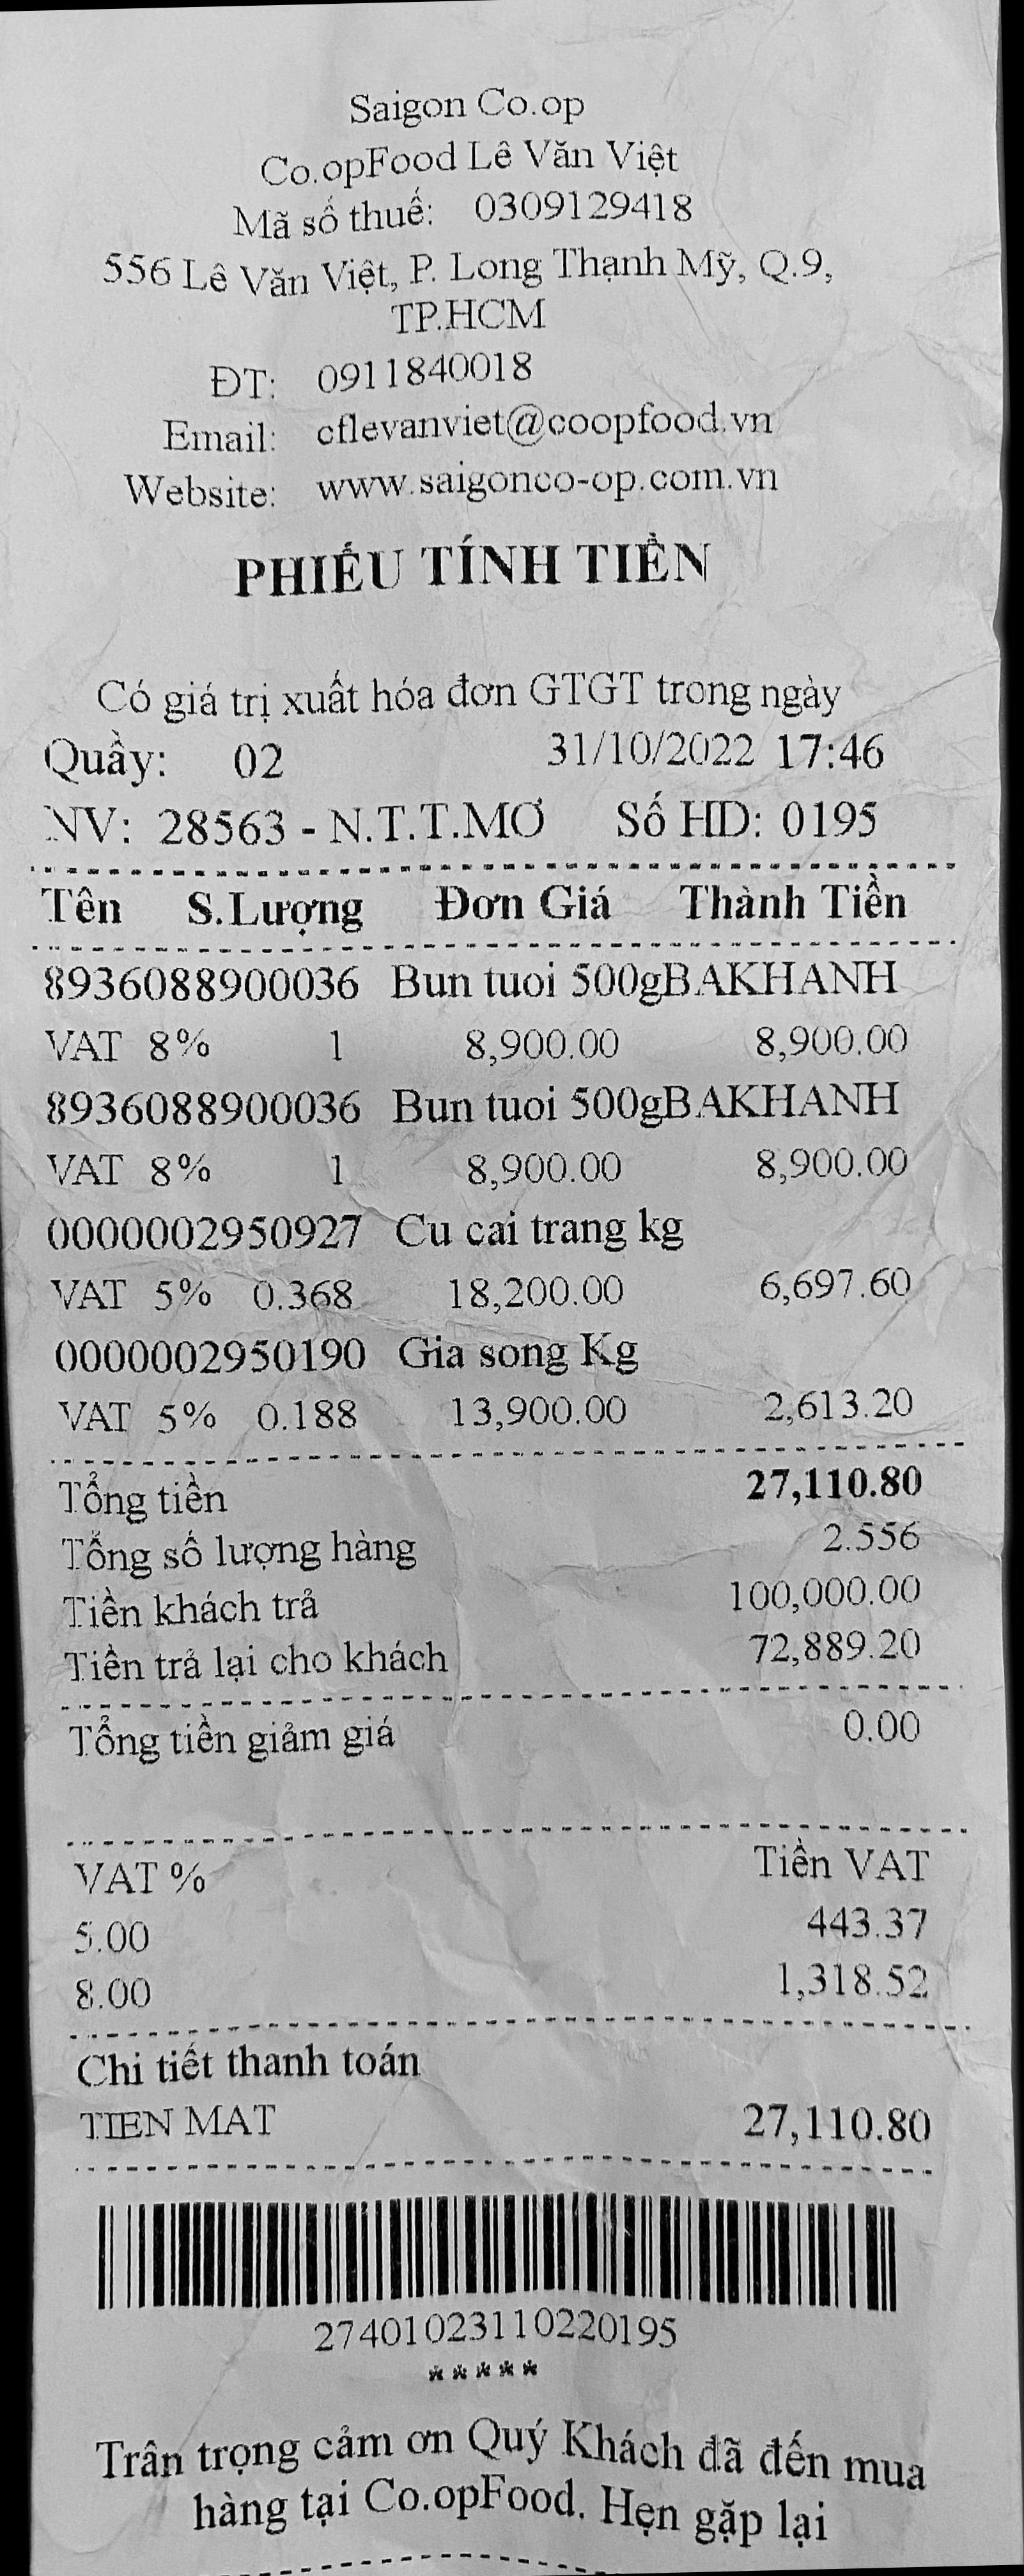 Saigon Co.op
Co.opFood Lê Văn Việt
Mã số thuế: 0309129418
556 Lê Văn Việt, P. Long Thạnh Mỹ, Q.9,
TP.HCM
ĐT: 0911840018
Email: cflevanviet@coopfood.vn
Website: www.saigonco-op.com.vn
PHIẾU TÍNH TIỀN
Có giá trị xuất hóa đơn GTGT trong ngày
Quầy: 02 31/10/2022 17:46
NV: 28563 - N.T.T.MƠ Số HD: 0195
Tên S.Lượng Đơn Giá Thành Tiền
8936088900036 Bun tuoi 500gBAKHANH
VAT 8% 1 8,900.00 8,900.00
8936088900036 Bun tuoi 500gBAKHANH
VAT 8% 1 8,900.00 8,900.00
0000002950927 Cu cai trang kg
VAT 5% 0.368 18,200.00 6,697.60
0000002950190 Gia song Kg
VAT 5% 0.188 13,900.00 2,613.20
Tổng tiền 27,110.80
Tổng số lượng hàng 2.556
Tiền khách trả 100,000.00
Tiền trả lại cho khách 72,889.20
Tổng tiền giảm giá 0.00
VAT % Tiền VAT
5.00 443.37
8.00 1,318.52
Chi tiết thanh toán
TIEN MAT 27,110.80
27401023110220195
*****
Trân trọng cảm ơn Quý Khách đã đến mua
hàng tại Co.opFood. Hẹn gặp lại